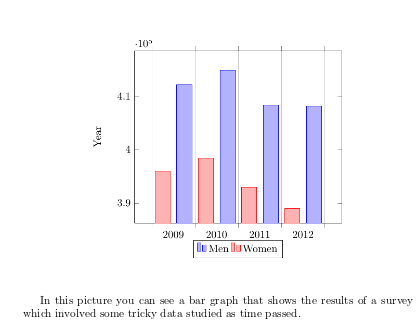 ·10⁵
4.1
4
3.9
Year
2009 2010 2011 2012
Men Women
In this picture you can see a bar graph that shows the results of a survey
which involved some tricky data studied as time passed.